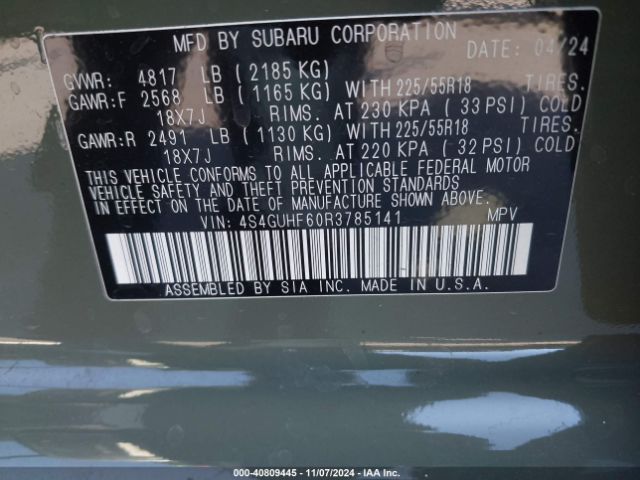 MFD BY SUBARU CORPORATION
DATE: 04/24
GVWR: 4817 LB (2185 KG)
GAWR:F 2568 LB (1165 KG) WITH 225/55R18 TIRES.
18X7J RIMS. AT 230 KPA (33 PSI) COLD
GAWR:R 2491 LB (1130 KG) WITH 225/55R18 TIRES.
18X7J RIMS. AT 220 KPA (32 PSI) COLD
THIS VEHICLE CONFORMS TO ALL APPLICABLE FEDERAL MOTOR
VEHICLE SAFETY AND THEFT PREVENTION STANDARDS
IN EFFECT ON THE DATE OF MANUFACTURE SHOWN ABOVE.
VIN: 4S4GUHF60R3785141 MPV
ASSEMBLED BY SIA INC. MADE IN U.S.A.
©IAA 40809445 - 11/07/2024 - IAA Inc.